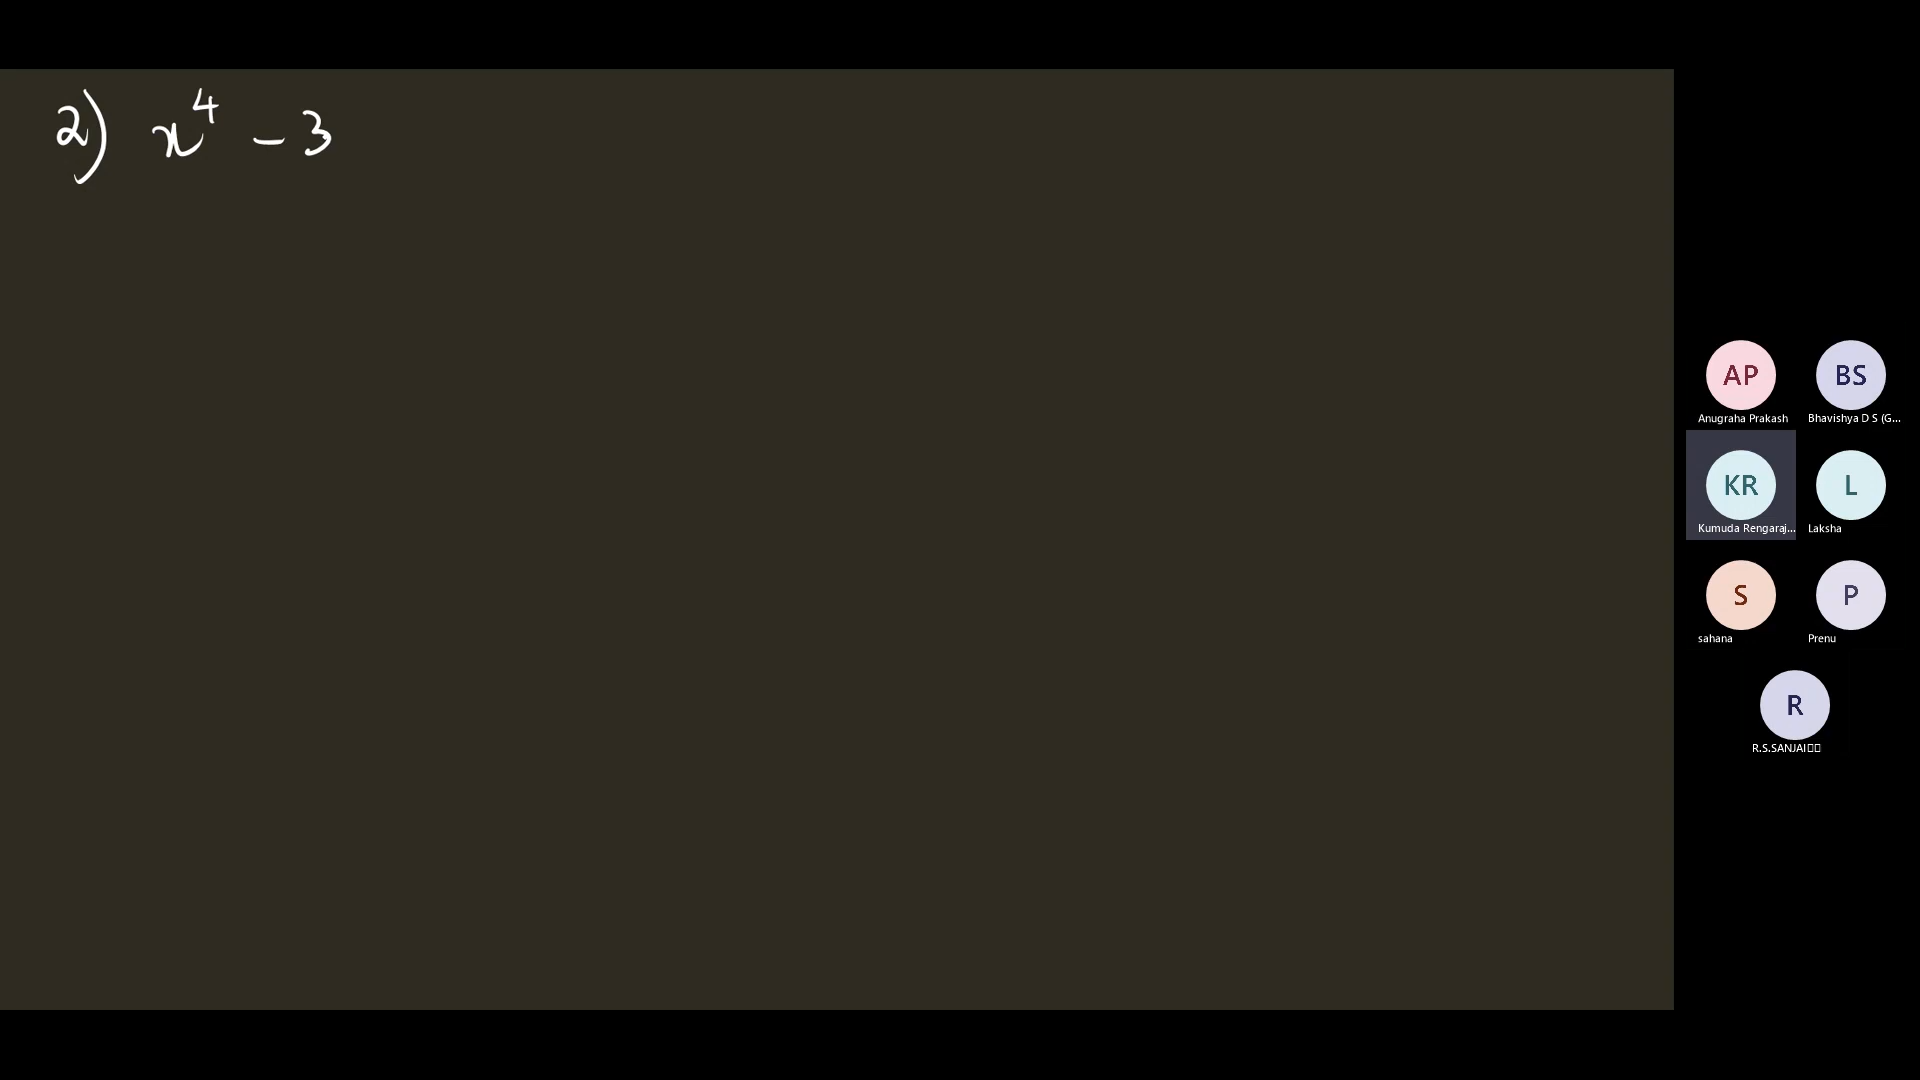 2) x⁴ - 3
AP
BS
Anugraha Prakash
Bhavishya D S (G...
KR
L
Kumuda Rengaraj...
Laksha
S
P
sahana
Prenu
R
R.S.SANJAI▯▯